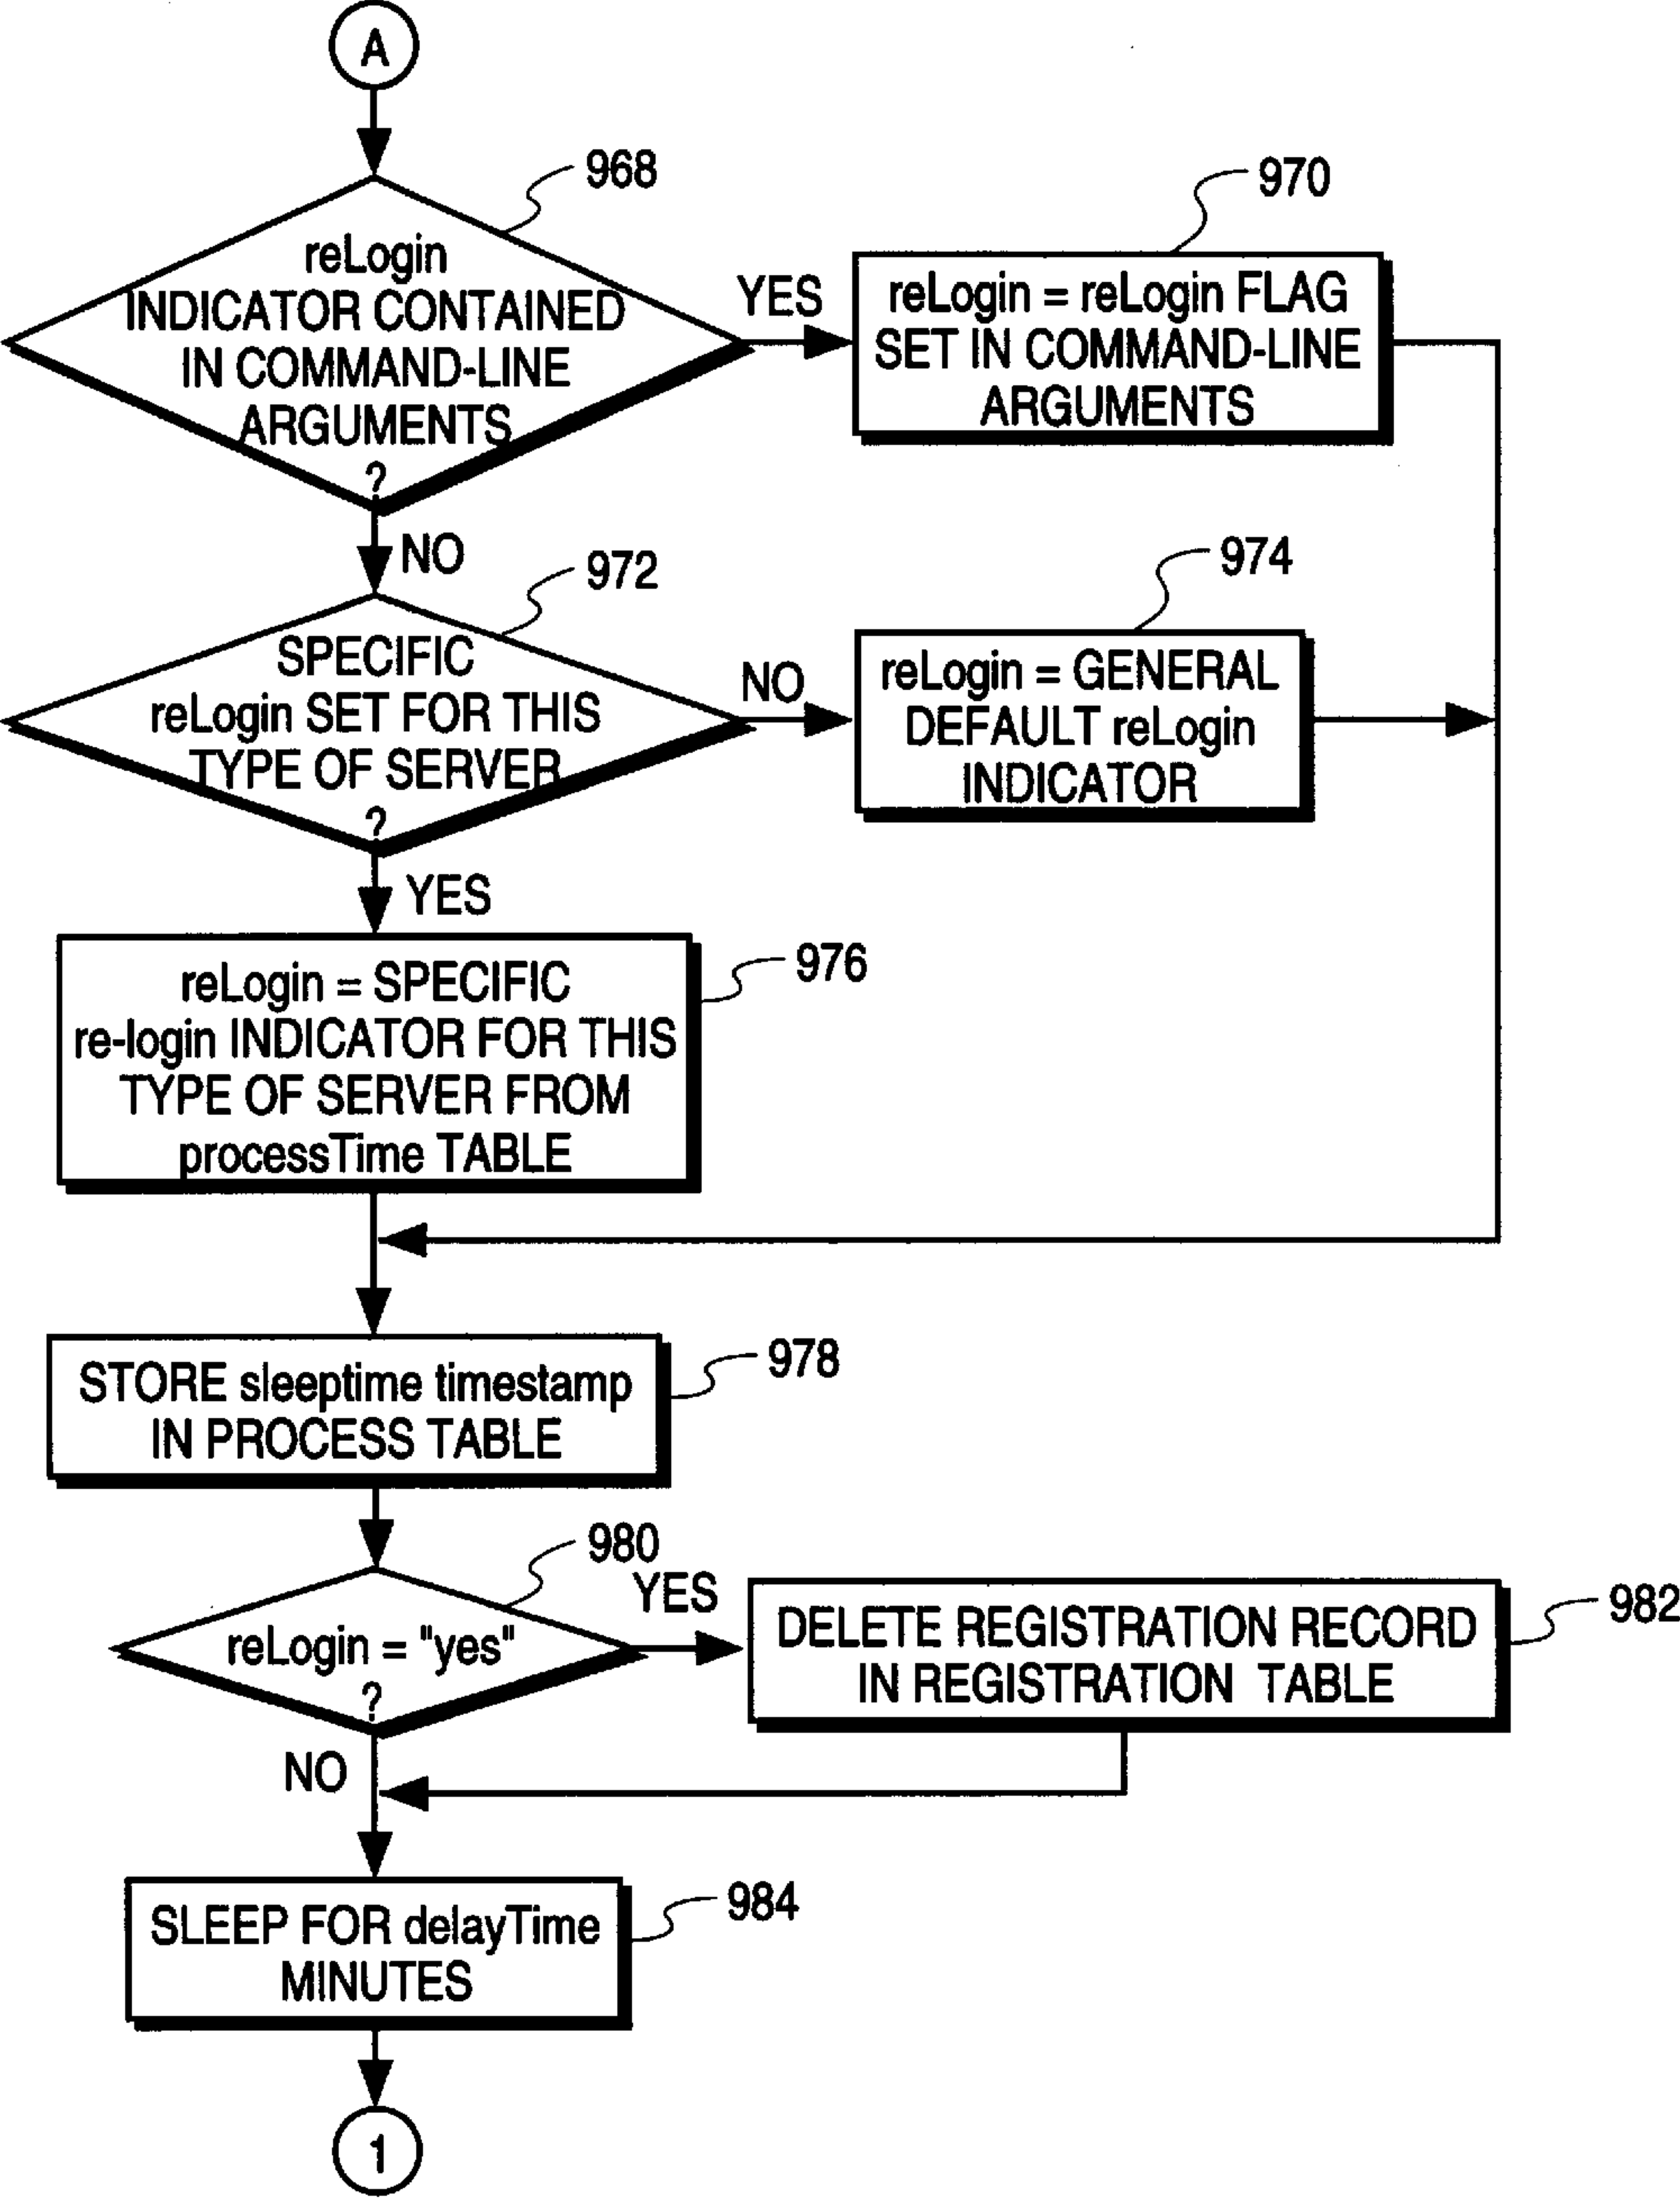 A
968
reLogin
INDICATOR CONTAINED
IN COMMAND-LINE
ARGUMENTS
?
YES
970
reLogin = reLogin FLAG
SET IN COMMAND-LINE
ARGUMENTS
NO
972
SPECIFIC
reLogin SET FOR THIS
TYPE OF SERVER
?
NO
974
reLogin = GENERAL
DEFAULT reLogin
INDICATOR
YES
976
reLogin = SPECIFIC
re-login INDICATOR FOR THIS
TYPE OF SERVER FROM
processTime TABLE
978
STORE sleeptime timestamp
IN PROCESS TABLE
980
reLogin = "yes"
?
YES
982
DELETE REGISTRATION RECORD
IN REGISTRATION TABLE
NO
984
SLEEP FOR delayTime
MINUTES
1